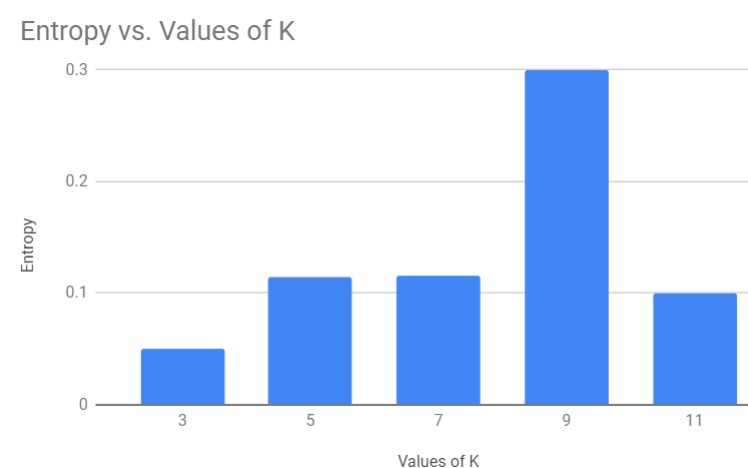 Entropy vs. Values of K
0.3
0.2
0.1
0
Entropy
3 5 7 9 11
Values of K